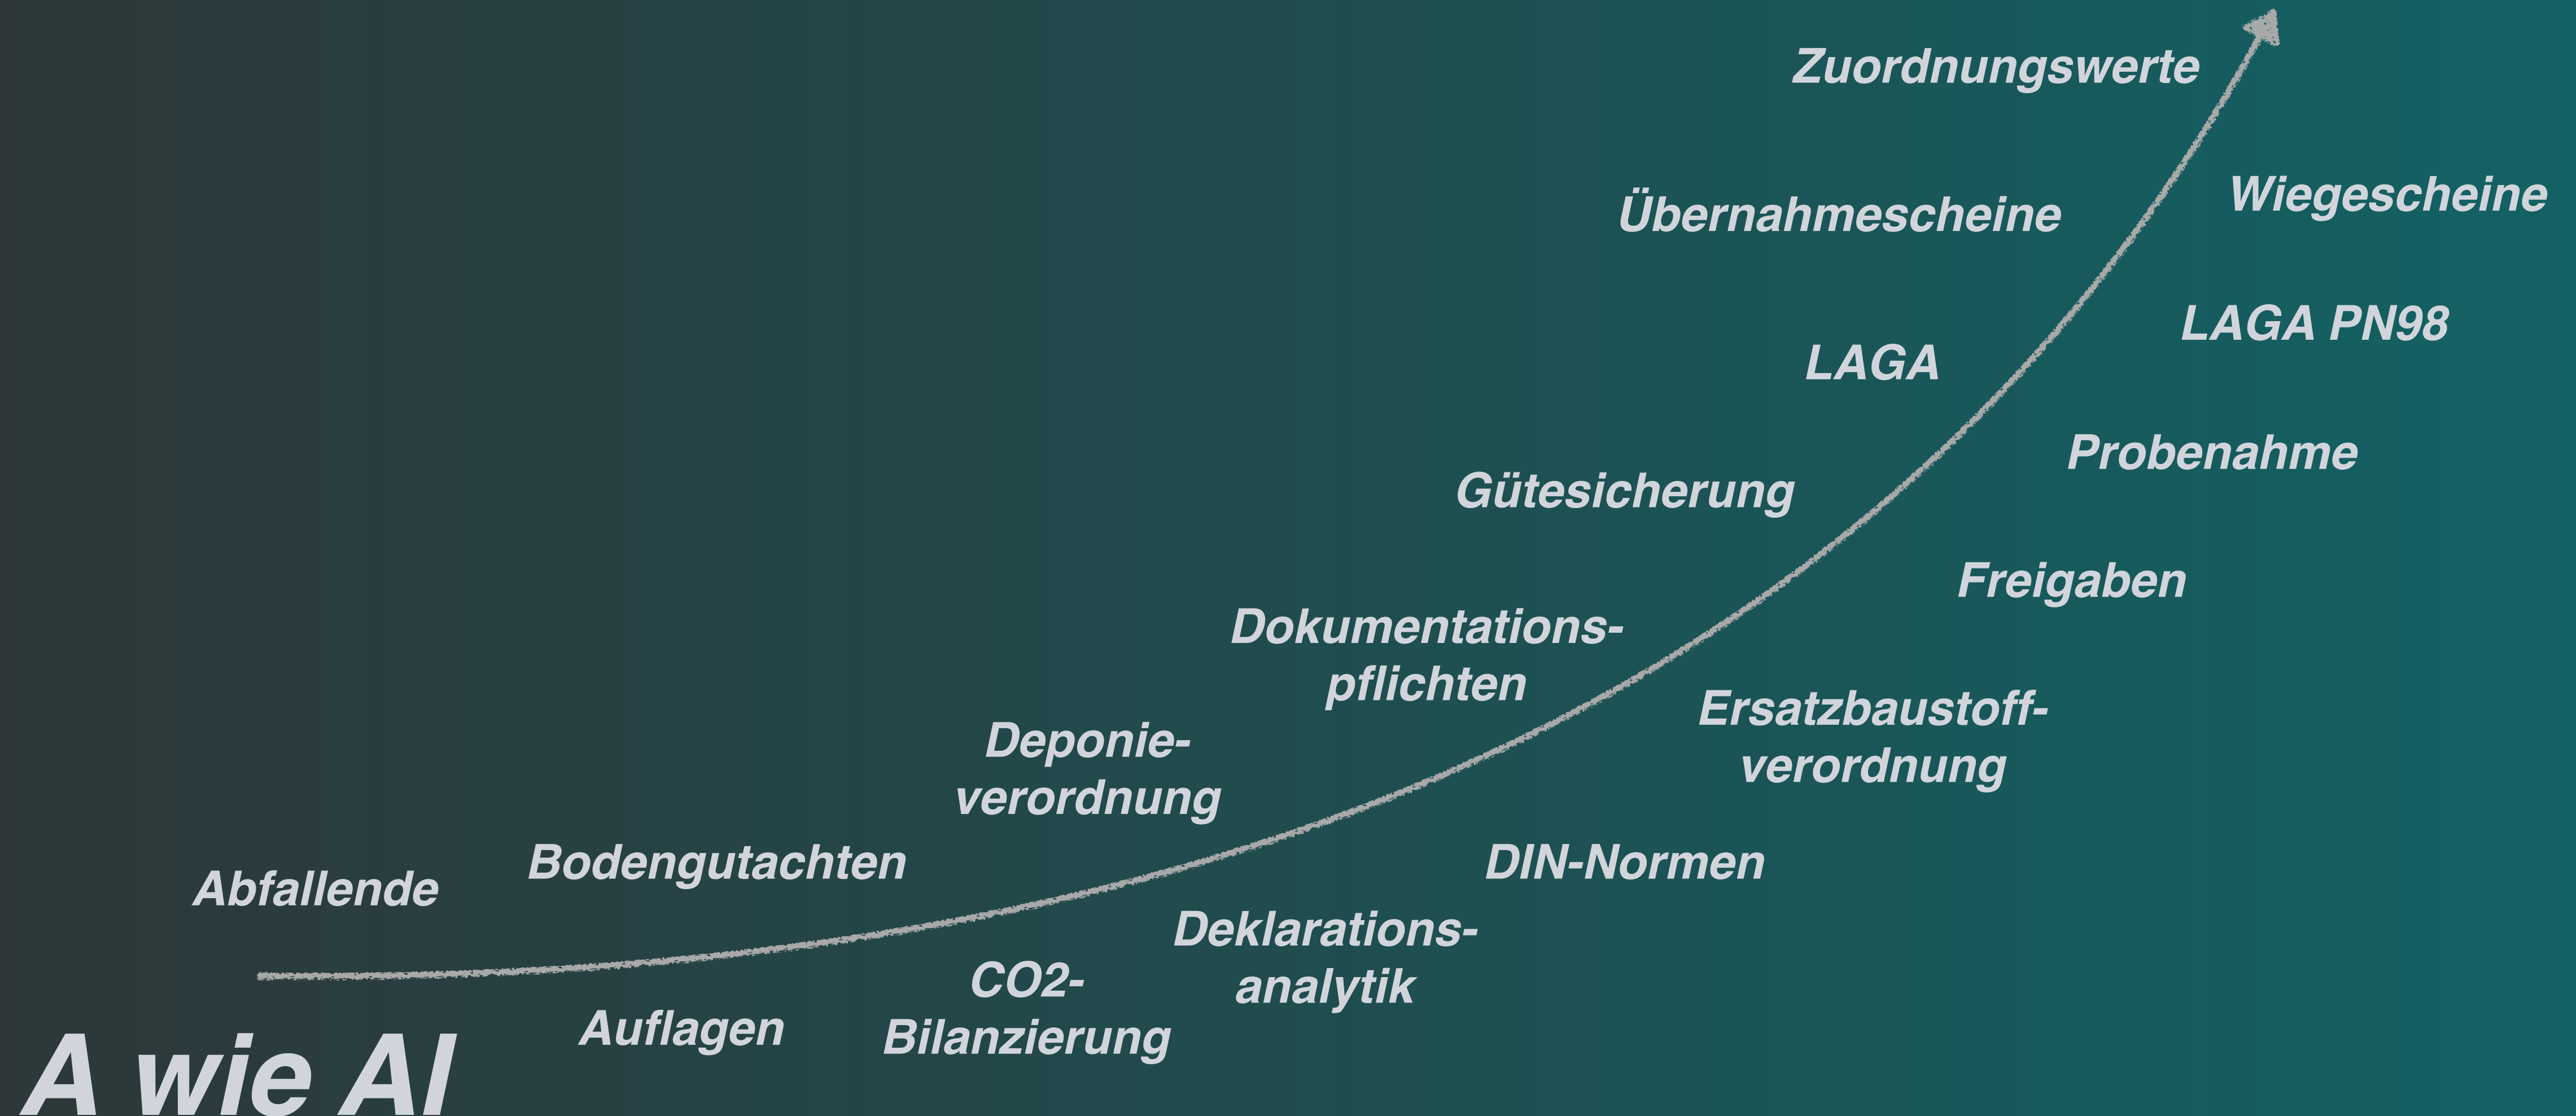 Zuordnungswerte
Wiegescheine
Übernahmescheine
LAGA PN98
LAGA
Probenahme
Gütesicherung
Freigaben
Dokumentations-
pflichten
Ersatzbaustoff-
verordnung
Deponie-
verordnung
DIN-Normen
Bodengutachten
Abfallende
Deklarations-
analytik
CO2-
Bilanzierung
Auflagen
A wie AI